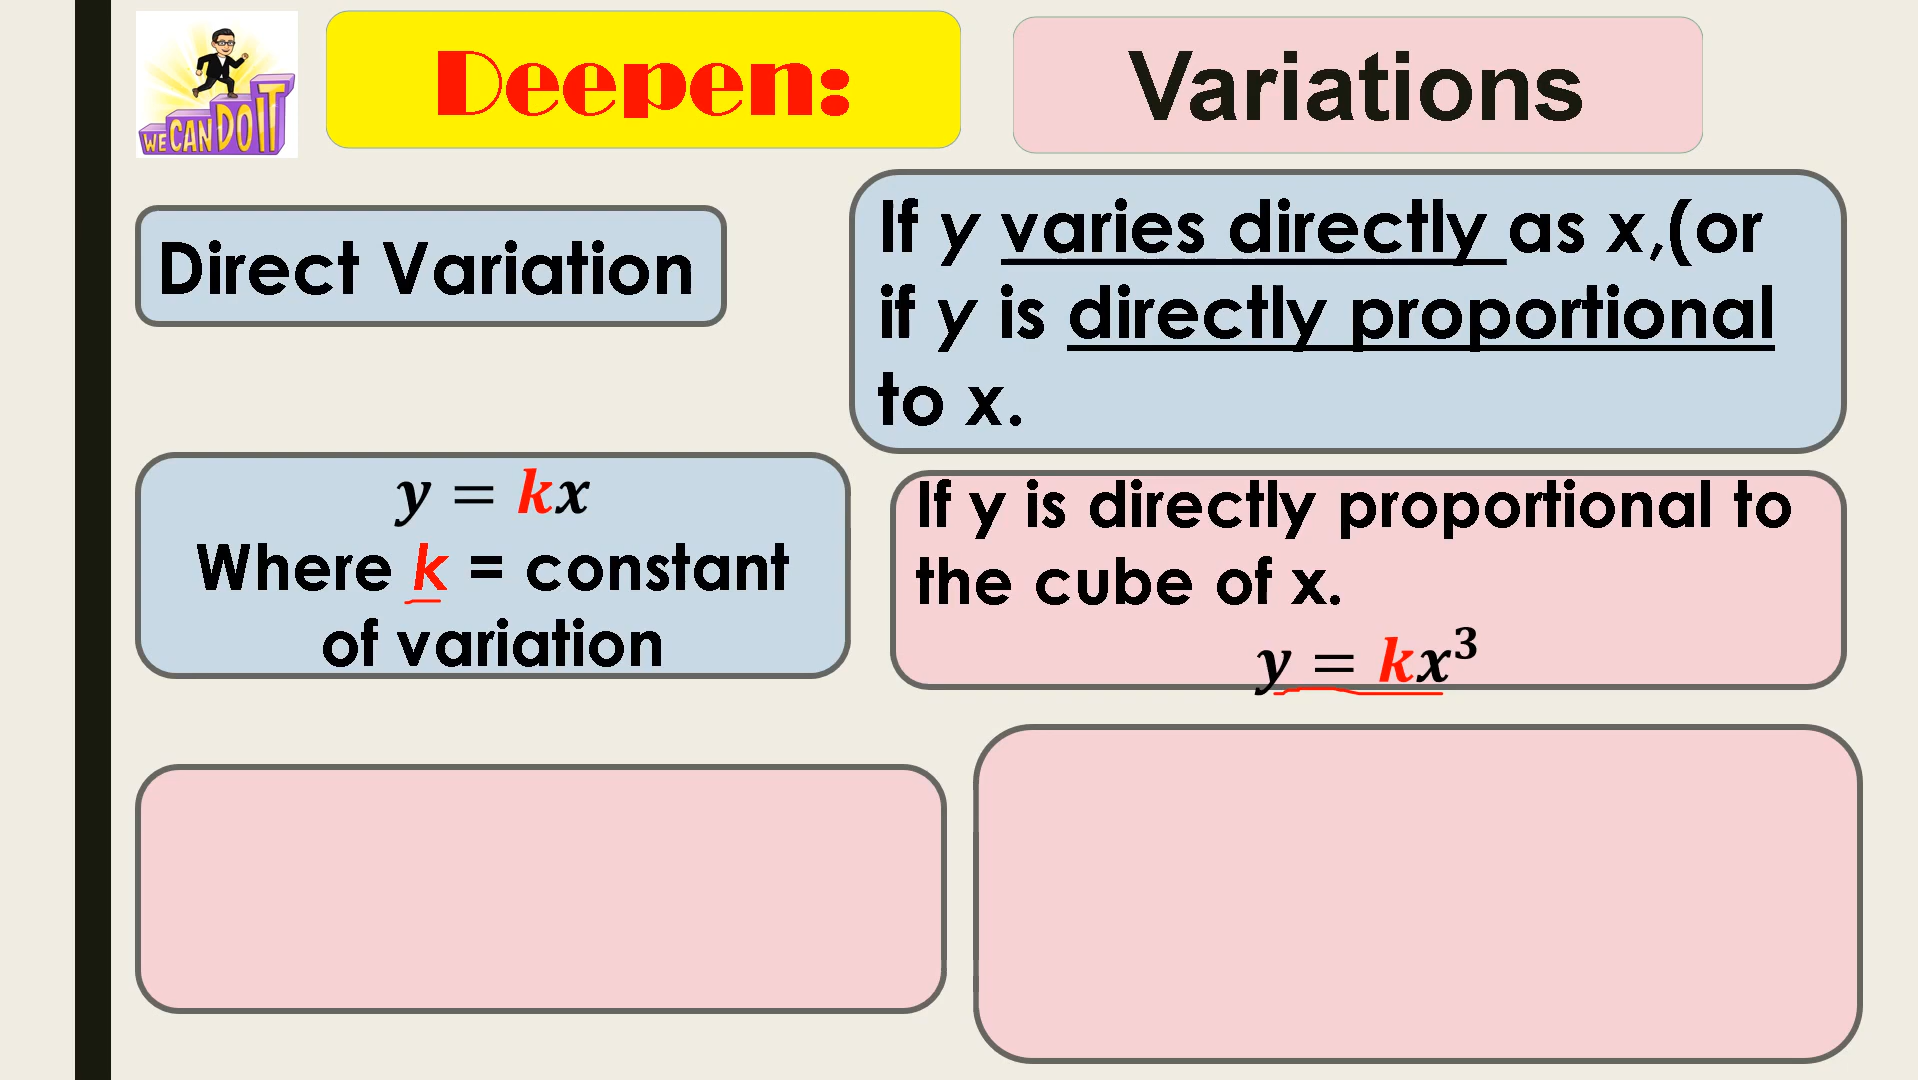 WE CAN DO IT
Deepen:
Variations
Direct Variation
If y varies directly as x,(or
if y is directly proportional
to x.
y = kx
Where k = constant
of variation
If y is directly proportional to
the cube of x.
y = kx³